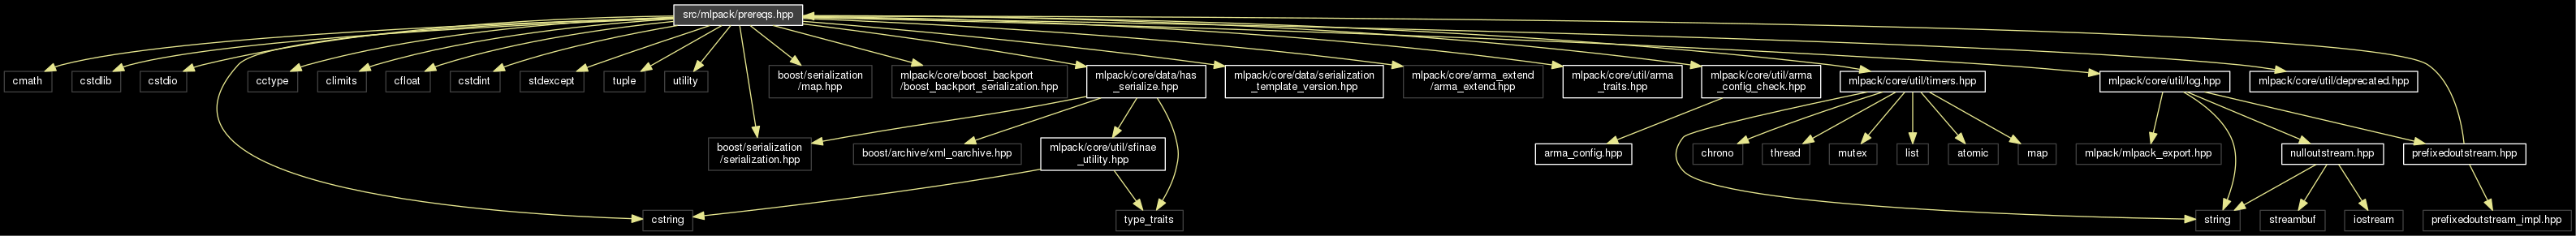 src/mlpack/prereqs.hpp
cmath
cstdlib
cstdio
cctype
climits
cfloat
cstdint
stdexcept
tuple
utility
boost/serialization
/map.hpp
mlpack/core/boost_backport
/boost_backport_serialization.hpp
mlpack/core/data/has
_serialize.hpp
mlpack/core/data/serialization
_template_version.hpp
mlpack/core/arma_extend
/arma_extend.hpp
mlpack/core/util/arma
_traits.hpp
mlpack/core/util/arma
_config_check.hpp
mlpack/core/util/timers.hpp
mlpack/core/util/log.hpp
mlpack/core/util/deprecated.hpp
boost/serialization
/serialization.hpp
boost/archive/xml_oarchive.hpp
mlpack/core/util/sfinae
_utility.hpp
arma_config.hpp
chrono
thread
mutex
list
atomic
map
mlpack/mlpack_export.hpp
nulloutstream.hpp
prefixedoutstream.hpp
cstring
type_traits
string
streambuf
iostream
prefixedoutstream_impl.hpp